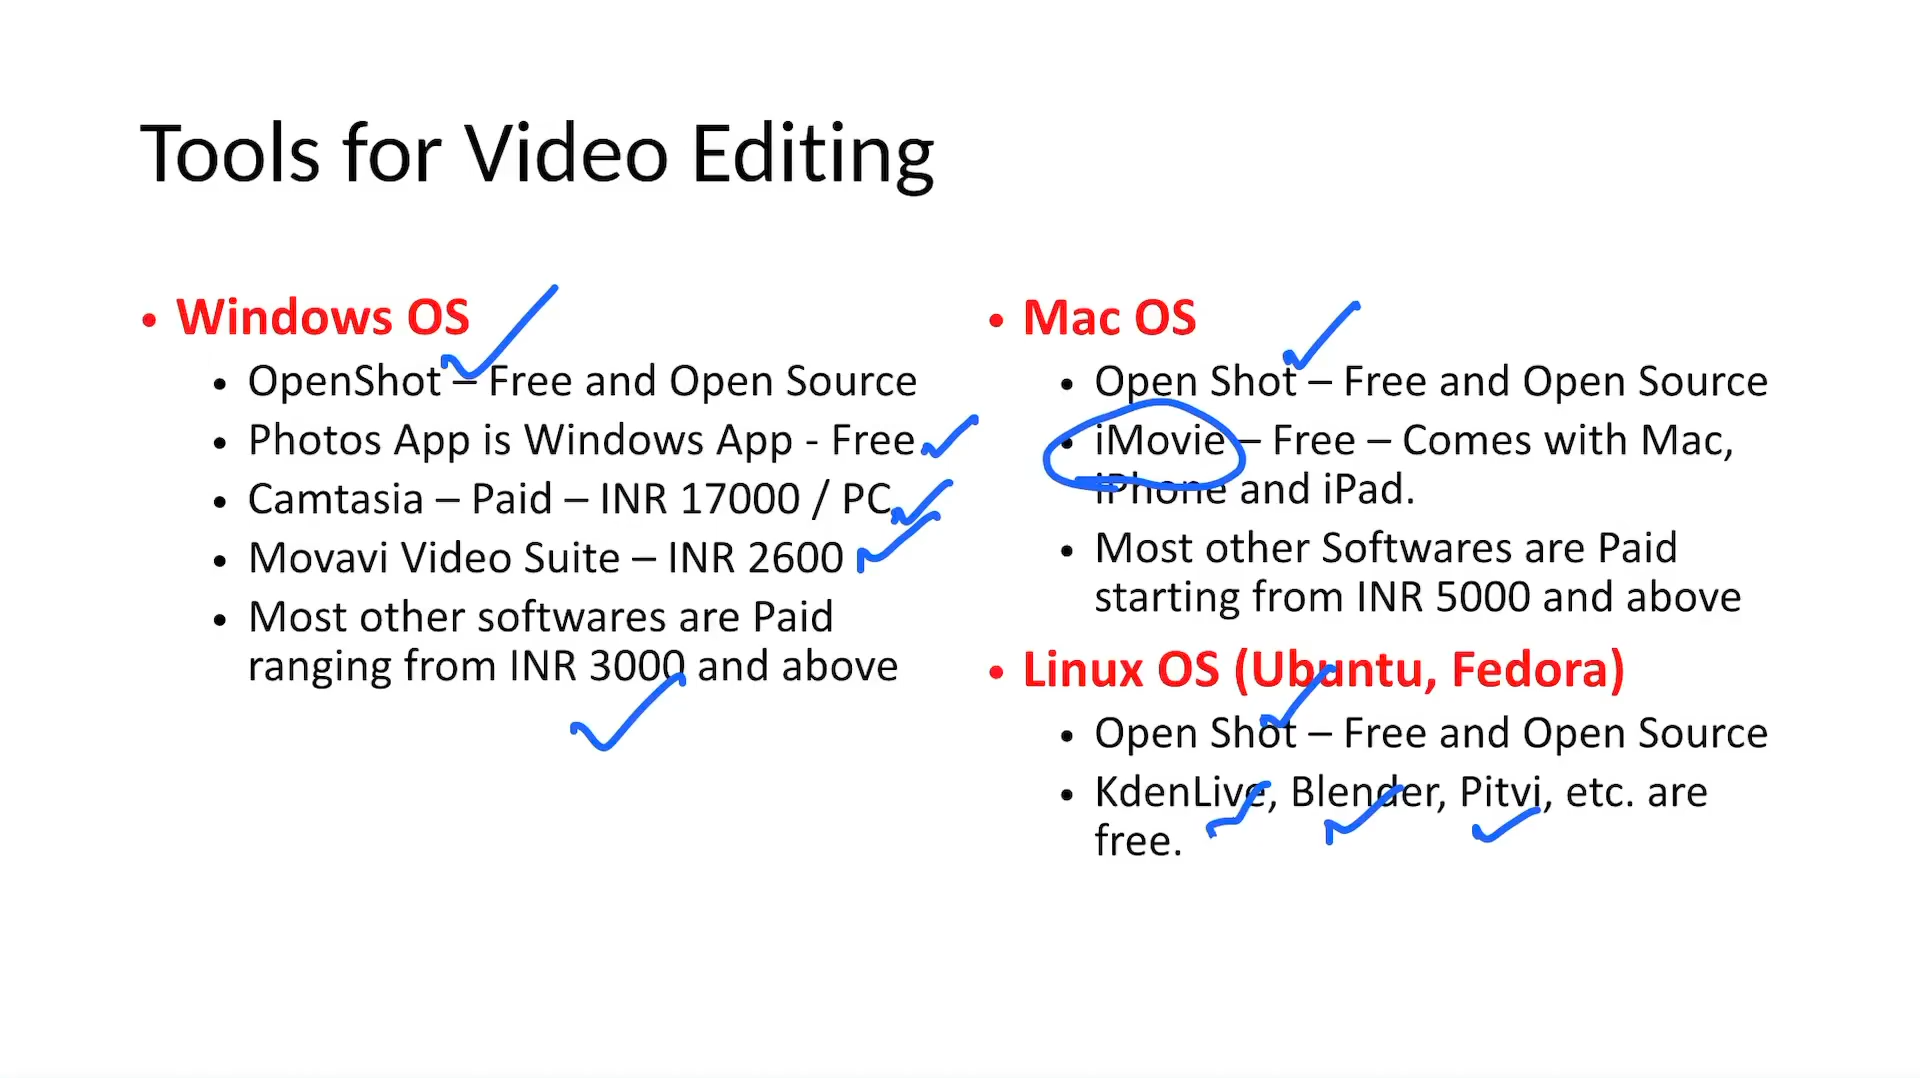 Tools for Video Editing
• Windows OS
• OpenShot – Free and Open Source
• Photos App is Windows App - Free
• Camtasia – Paid – INR 17000 / PC
• Movavi Video Suite – INR 2600
• Most other softwares are Paid
ranging from INR 3000 and above
• Mac OS
• Open Shot – Free and Open Source
• iMovie – Free – Comes with Mac,
iPhone and iPad.
• Most other Softwares are Paid
starting from INR 5000 and above
• Linux OS (Ubuntu, Fedora)
• Open Shot – Free and Open Source
• KdenLive, Blender, Pitvi, etc. are
free.